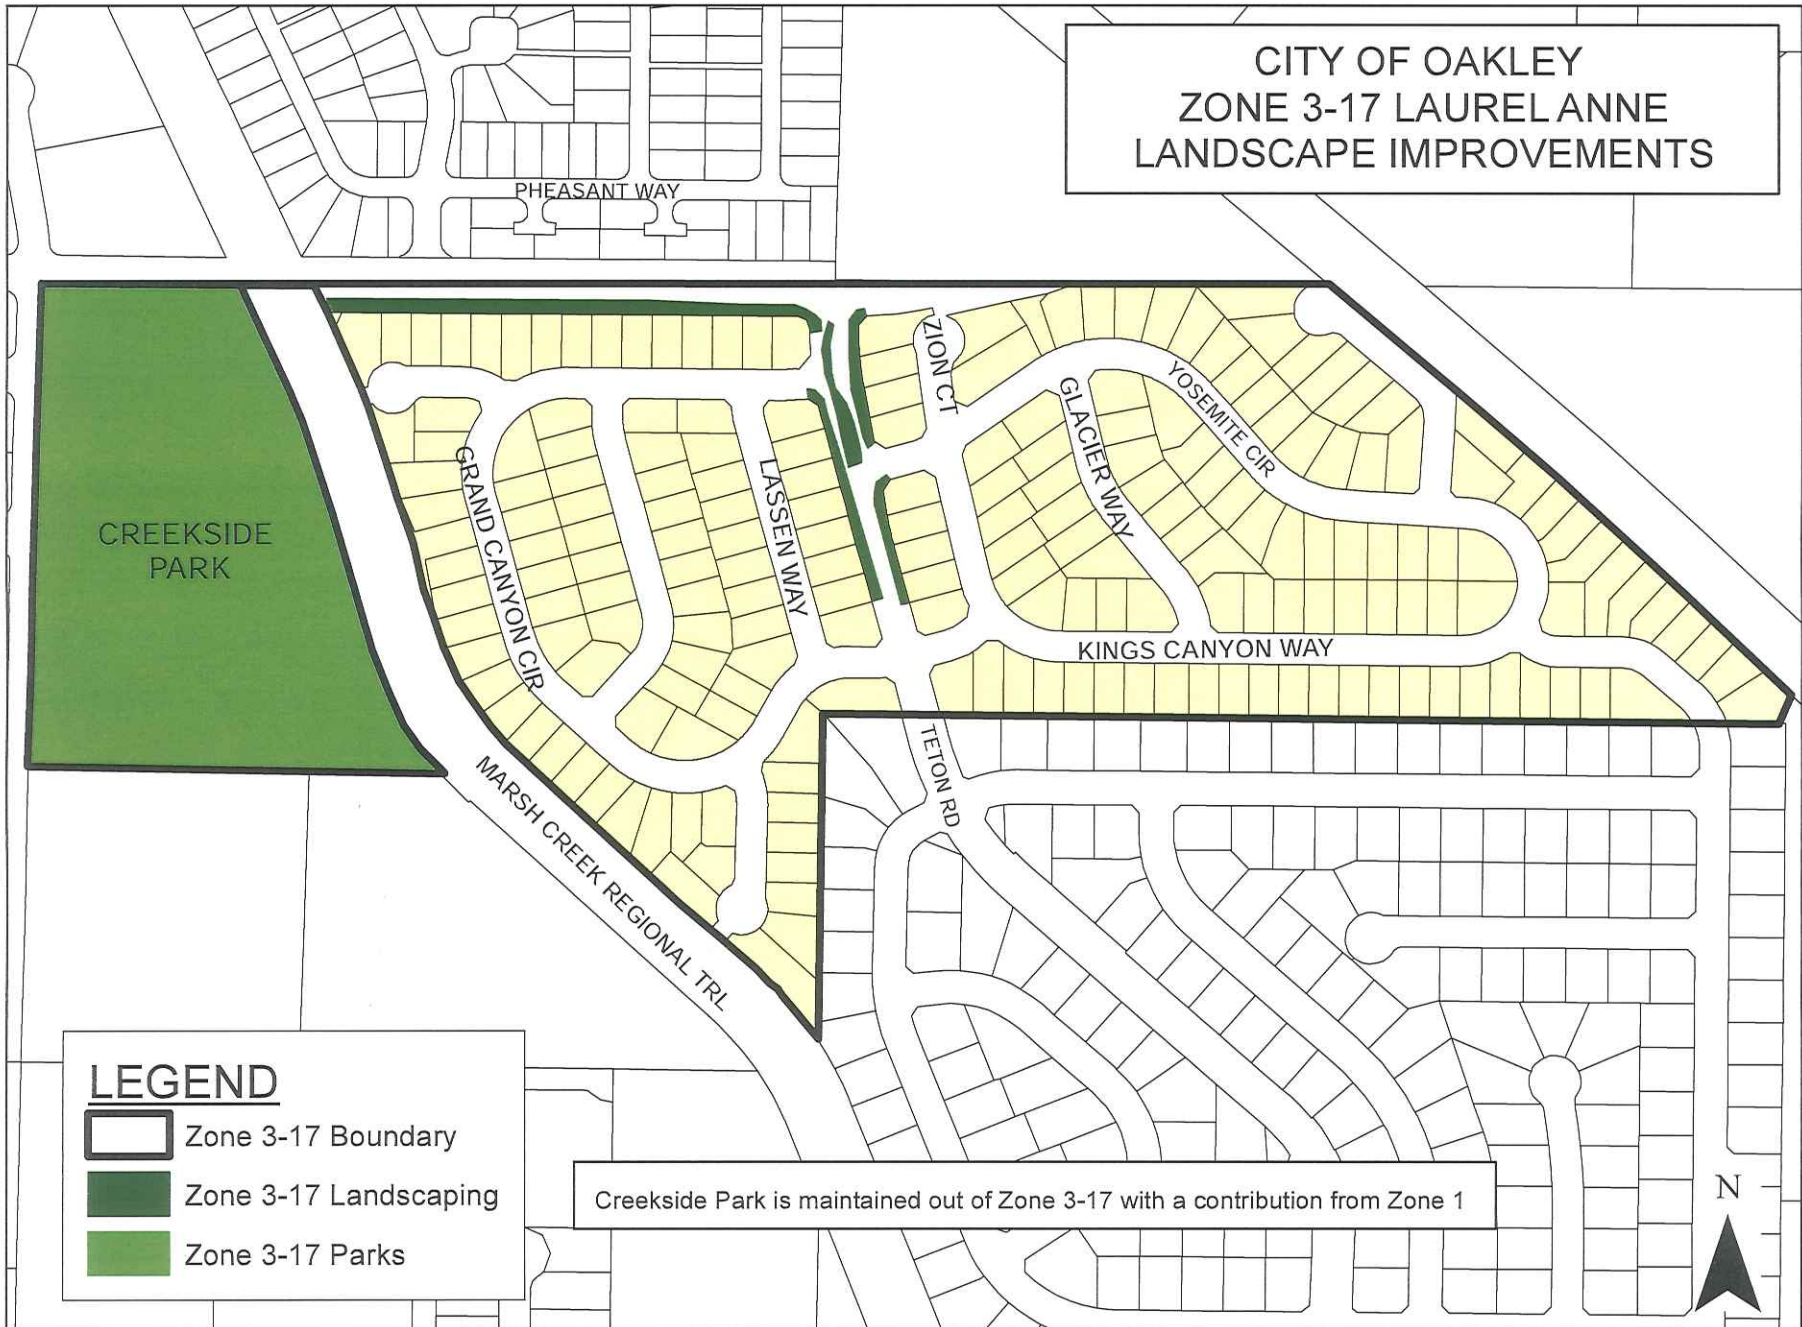 CITY OF OAKLEY
ZONE 3-17 LAUREL ANNE
LANDSCAPE IMPROVEMENTS
PHEASANT WAY
ZION CT
YOSEMITE CIR
GLACIER WAY
GRAND CANYON CIR
LASSEN WAY
CREEKSIDE
PARK
KINGS CANYON WAY
TETON RD
MARSH CREEK REGIONAL TRL
LEGEND
Zone 3-17 Boundary
Zone 3-17 Landscaping
Zone 3-17 Parks
Creekside Park is maintained out of Zone 3-17 with a contribution from Zone 1
N